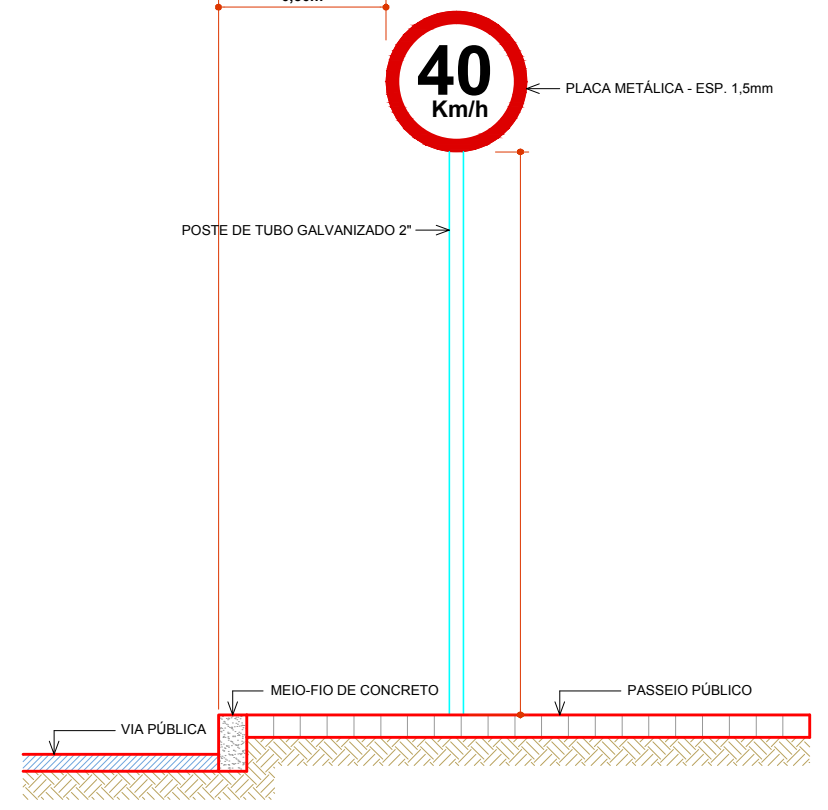 40
Km/h
PLACA METÁLICA - ESP. 1,5mm
POSTE DE TUBO GALVANIZADO 2"
MEIO-FIO DE CONCRETO
PASSEIO PÚBLICO
VIA PÚBLICA